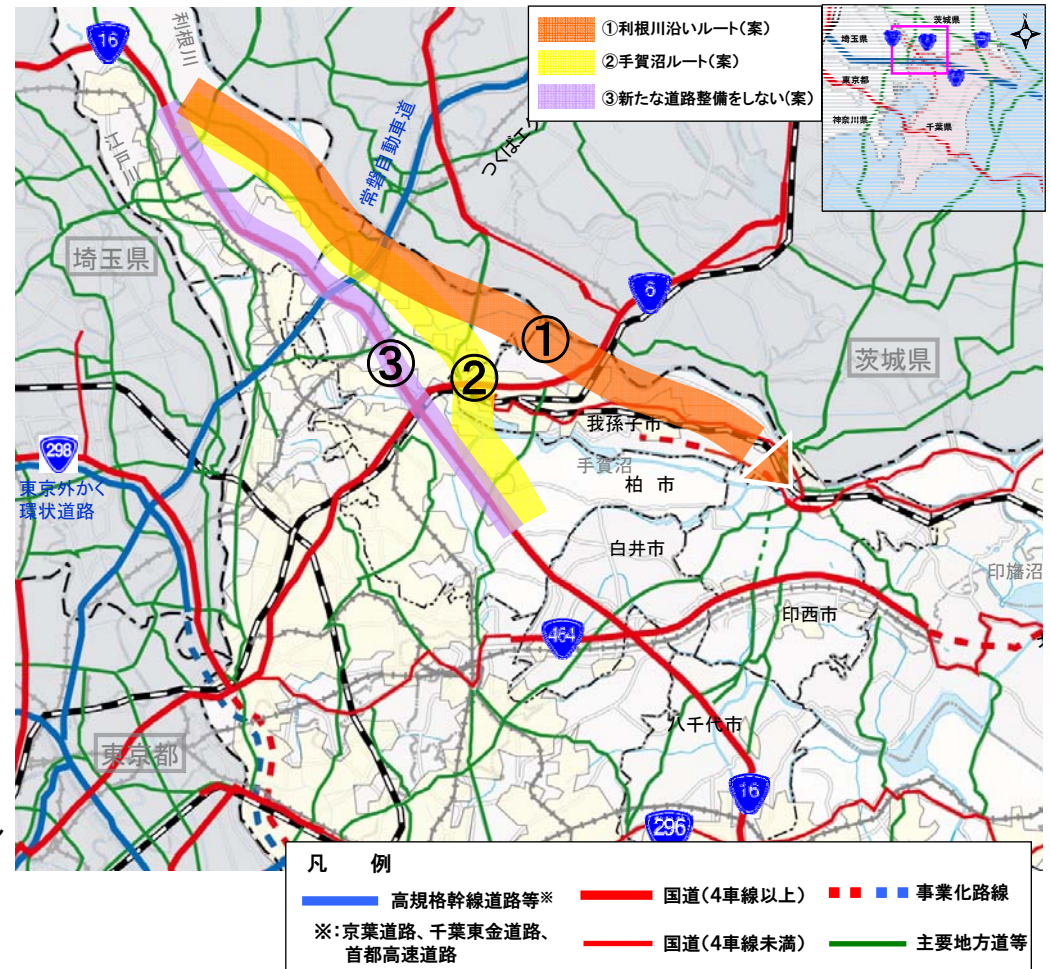 ①利根川沿いルート(案)
②手賀沼ルート(案)
③新たな道路整備をしない(案)
N
茨城県
埼玉県
東京都
神奈川県
千葉県
16
利根川
江戸川
常磐自動車道
つくばエ
埼玉県
6
①
②
③
茨城県
298
東京外かく
環状道路
我孫子市
手賀沼
柏 市
白井市
印旛沼
印西市
464
八千代市
東京都
16
296
凡 例
高規格幹線道路等※
※:京葉道路、千葉東金道路、
首都高速道路
国道(4車線以上)
事業化路線
国道(4車線未満)
主要地方道等